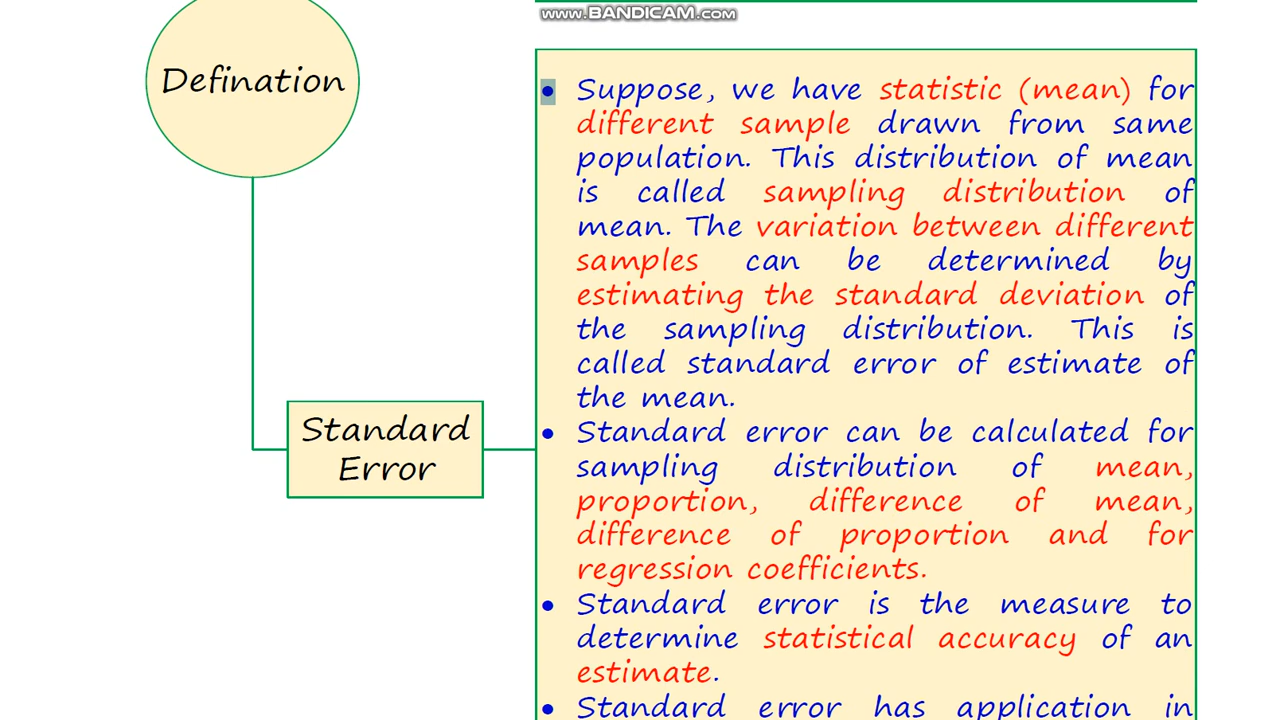 www.BANDICAM.com
Defination
• Suppose, we have statistic (mean) for
different sample drawn from same
population. This distribution of mean
is called sampling distribution of
mean. The variation between different
samples can be determined by
estimating the standard deviation of
the sampling distribution. This is
called standard error of estimate of
the mean.
Standard
Error
• Standard error can be calculated for
sampling distribution of mean,
proportion, difference of mean,
difference of proportion and for
regression coefficients.
• Standard error is the measure to
determine statistical accuracy of an
estimate.
• Standard error has application in